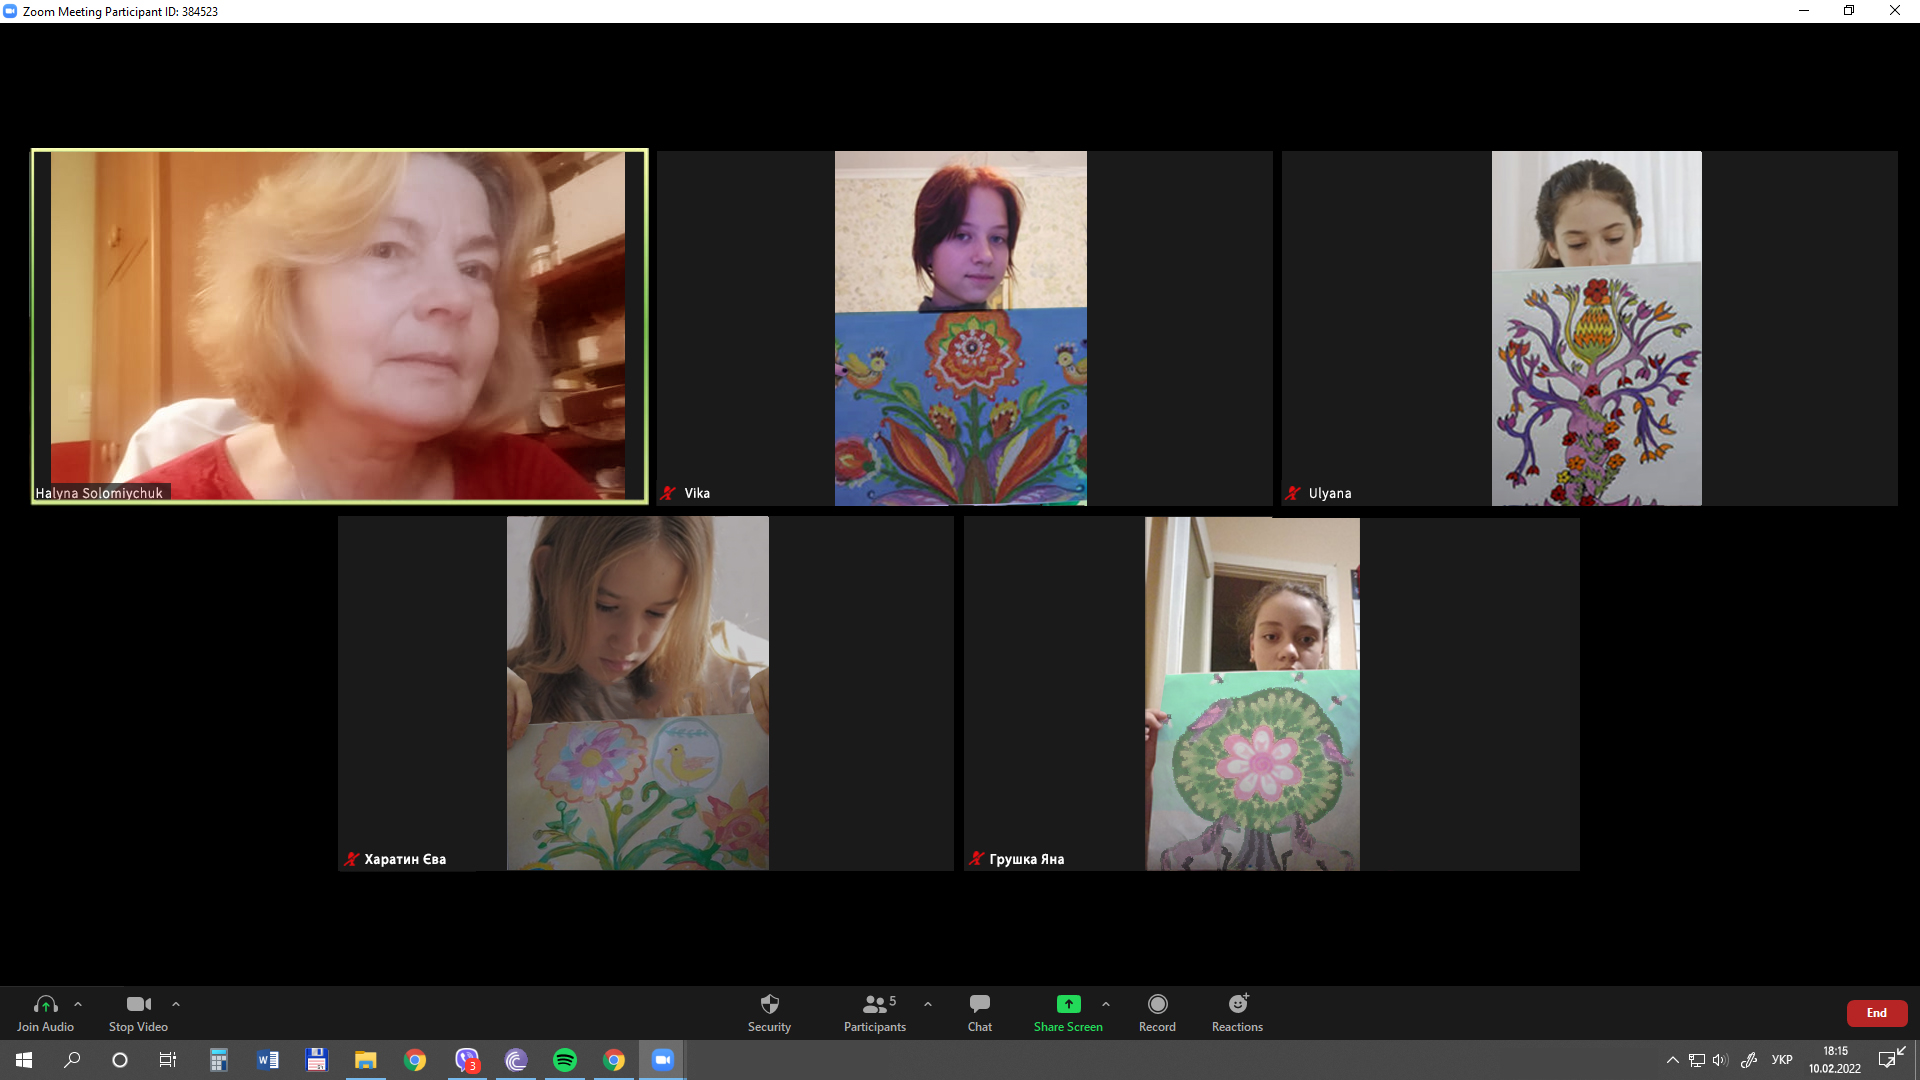 Zoom Meeting Participant ID: 384523
Halyna Solomiychuk
Vika
Ulyana
Харатин Єва
Грушка Яна
Join Audio
Stop Video
Security
5
Participants
Chat
Share Screen
Record
Reactions
End
W
3
УКР
18:15
10.02.2022